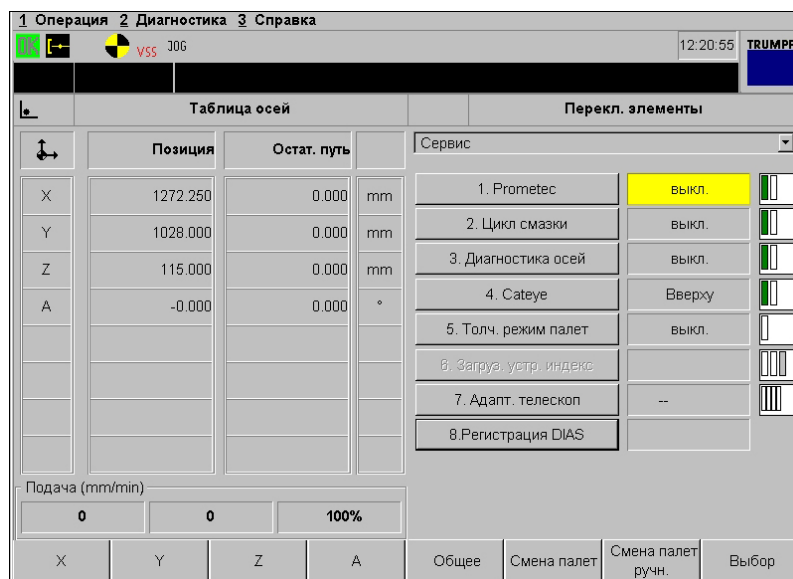 1 Операция 2 Диагностика 3 Справка
OK VSS JOG 12:20:55 TRUMPF
Таблица осей Перекл. элементы
Позиция Остат. путь Сервис
X 1272.250 0.000 mm 1. Prometec выкл.
Y 1028.000 0.000 mm 2. Цикл смазки выкл.
Z 115.000 0.000 mm 3. Диагностика осей выкл.
A -0.000 0.000 ° 4. Cateye Вверху
5. Толч. режим палет выкл.
6. Загруз. устр. индекс
7. Адапт. телескоп --
8.Регистрация DIAS
Подача (mm/min)
0 0 100%
X Y Z A Общее Смена палет Смена палет ручн. Выбор